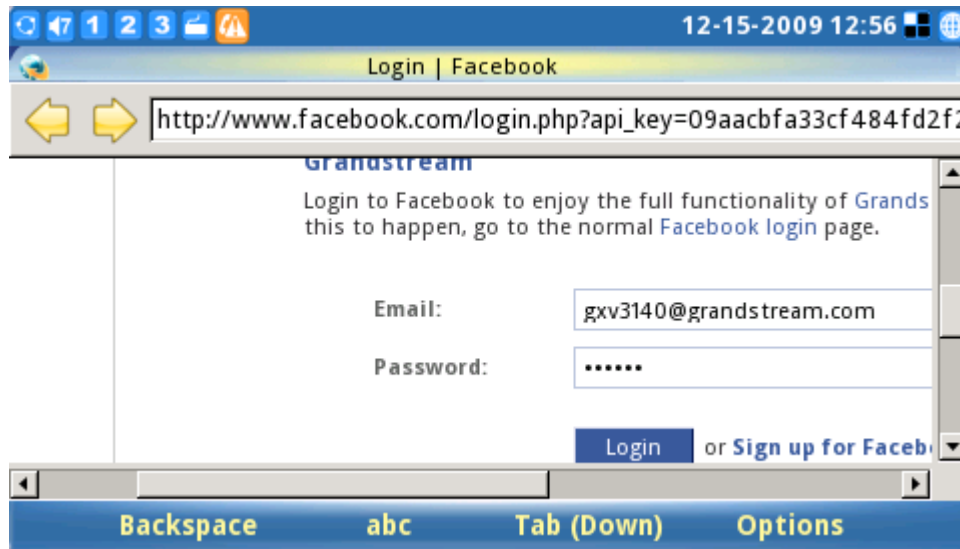 7 1 2 3 12-15-2009 12:56
Login | Facebook
http://www.facebook.com/login.php?api_key=09aacbfa33cf484fd2f2
Grandstream
Login to Facebook to enjoy the full functionality of Grands
this to happen, go to the normal Facebook login page.
Email: gxv3140@grandstream.com
Password: ••••••
Login or Sign up for Faceb
Backspace abc Tab (Down) Options